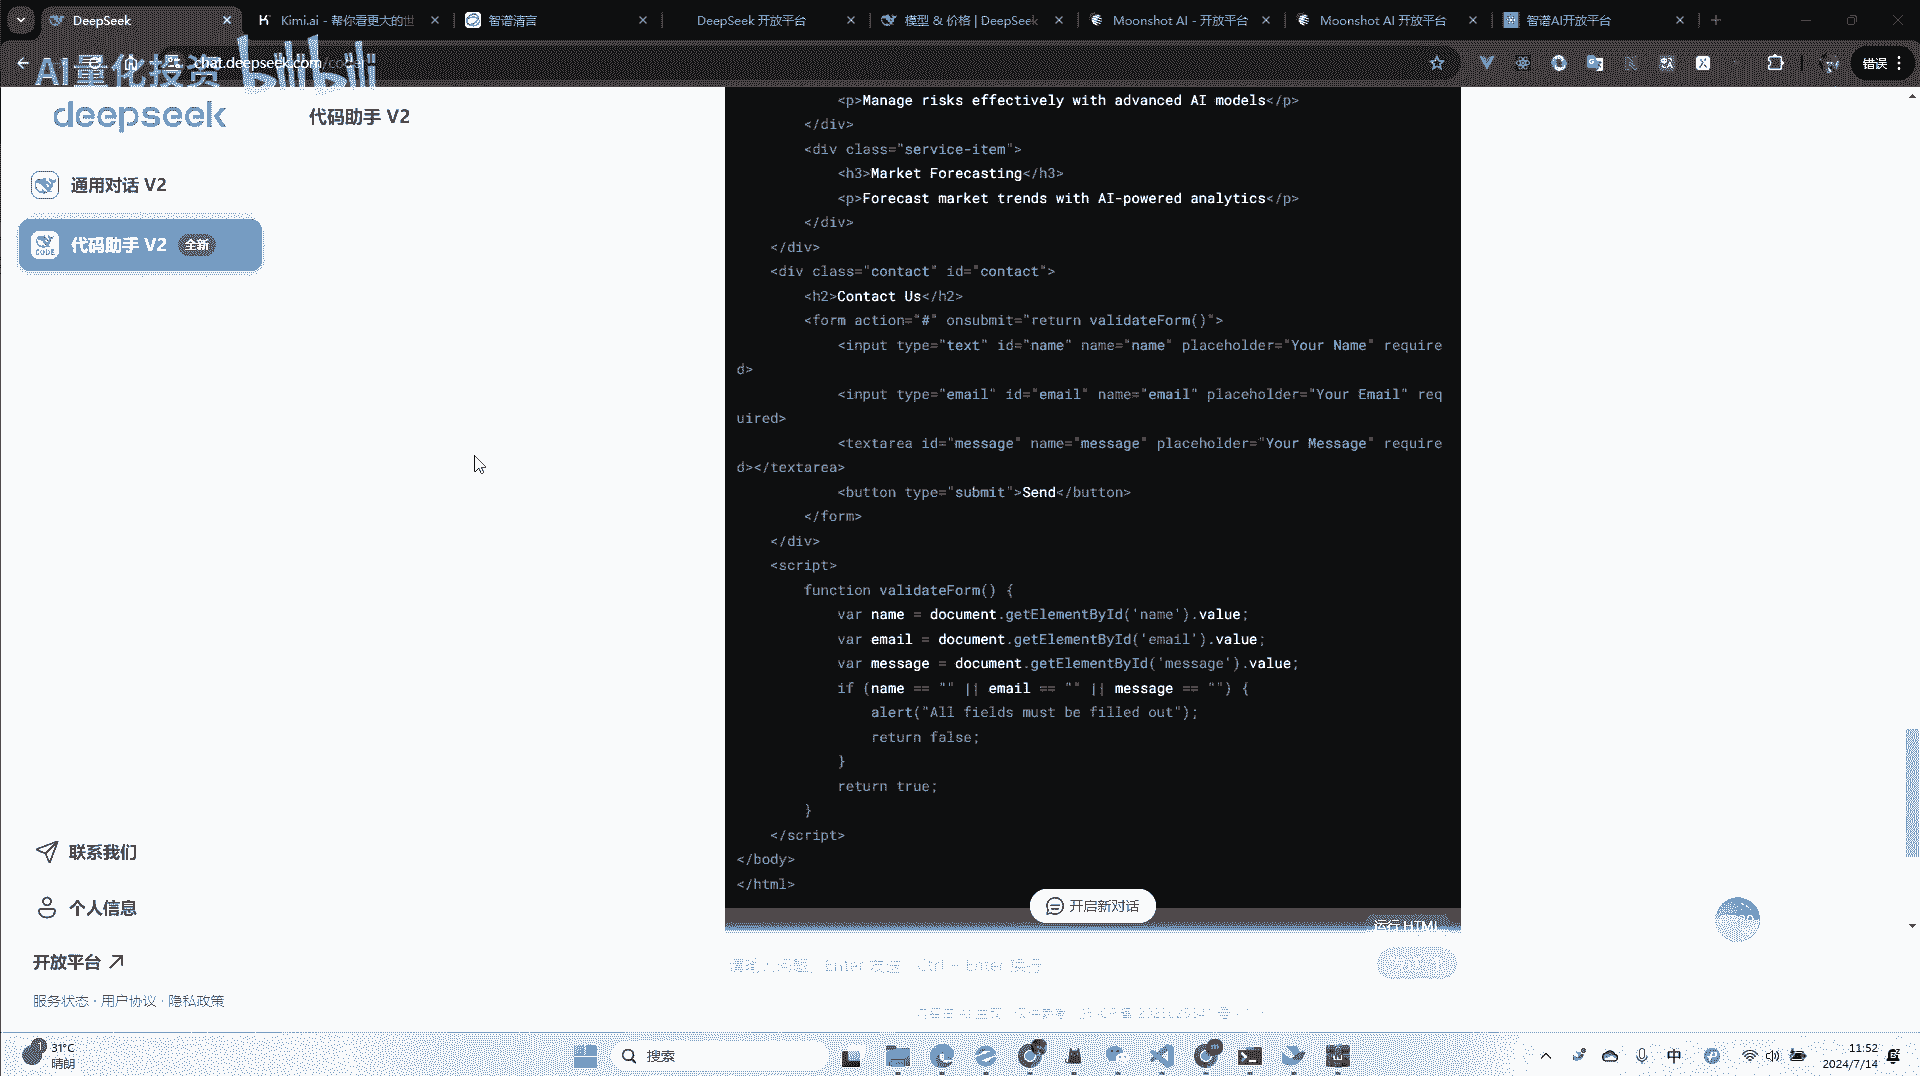 DeepSeek
Kimi.ai - 帮你看更大的世
智谱清言
DeepSeek 开放平台
模型 & 价格 | DeepSeek
Moonshot AI - 开放平台
Moonshot AI 开放平台
智谱AI开放平台
AI量化投资 bilibili
chat.deepseek.com/coder
错误
deepseek
代码助手 V2
通用对话 V2
CODE
代码助手 V2 全新
<p>Manage risks effectively with advanced AI models</p>
</div>
<div class="service-item">
<h3>Market Forecasting</h3>
<p>Forecast market trends with AI-powered analytics</p>
</div>
</div>
<div class="contact" id="contact">
<h2>Contact Us</h2>
<form action="#" onsubmit="return validateForm()">
<input type="text" id="name" name="name" placeholder="Your Name" require
d>
<input type="email" id="email" name="email" placeholder="Your Email" req
uired>
<textarea id="message" name="message" placeholder="Your Message" require
d></textarea>
<button type="submit">Send</button>
</form>
</div>
<script>
function validateForm() {
var name = document.getElementById('name').value;
var email = document.getElementById('email').value;
var message = document.getElementById('message').value;
if (name == "" || email == "" || message == "") {
alert("All fields must be filled out");
return false;
}
return true;
}
</script>
</body>
</html>
开启新对话
运行 HTML
联系我们
个人信息
开放平台
服务状态 · 用户协议 · 隐私政策
31°C
晴朗
搜索
中
11:52
2024/7/14